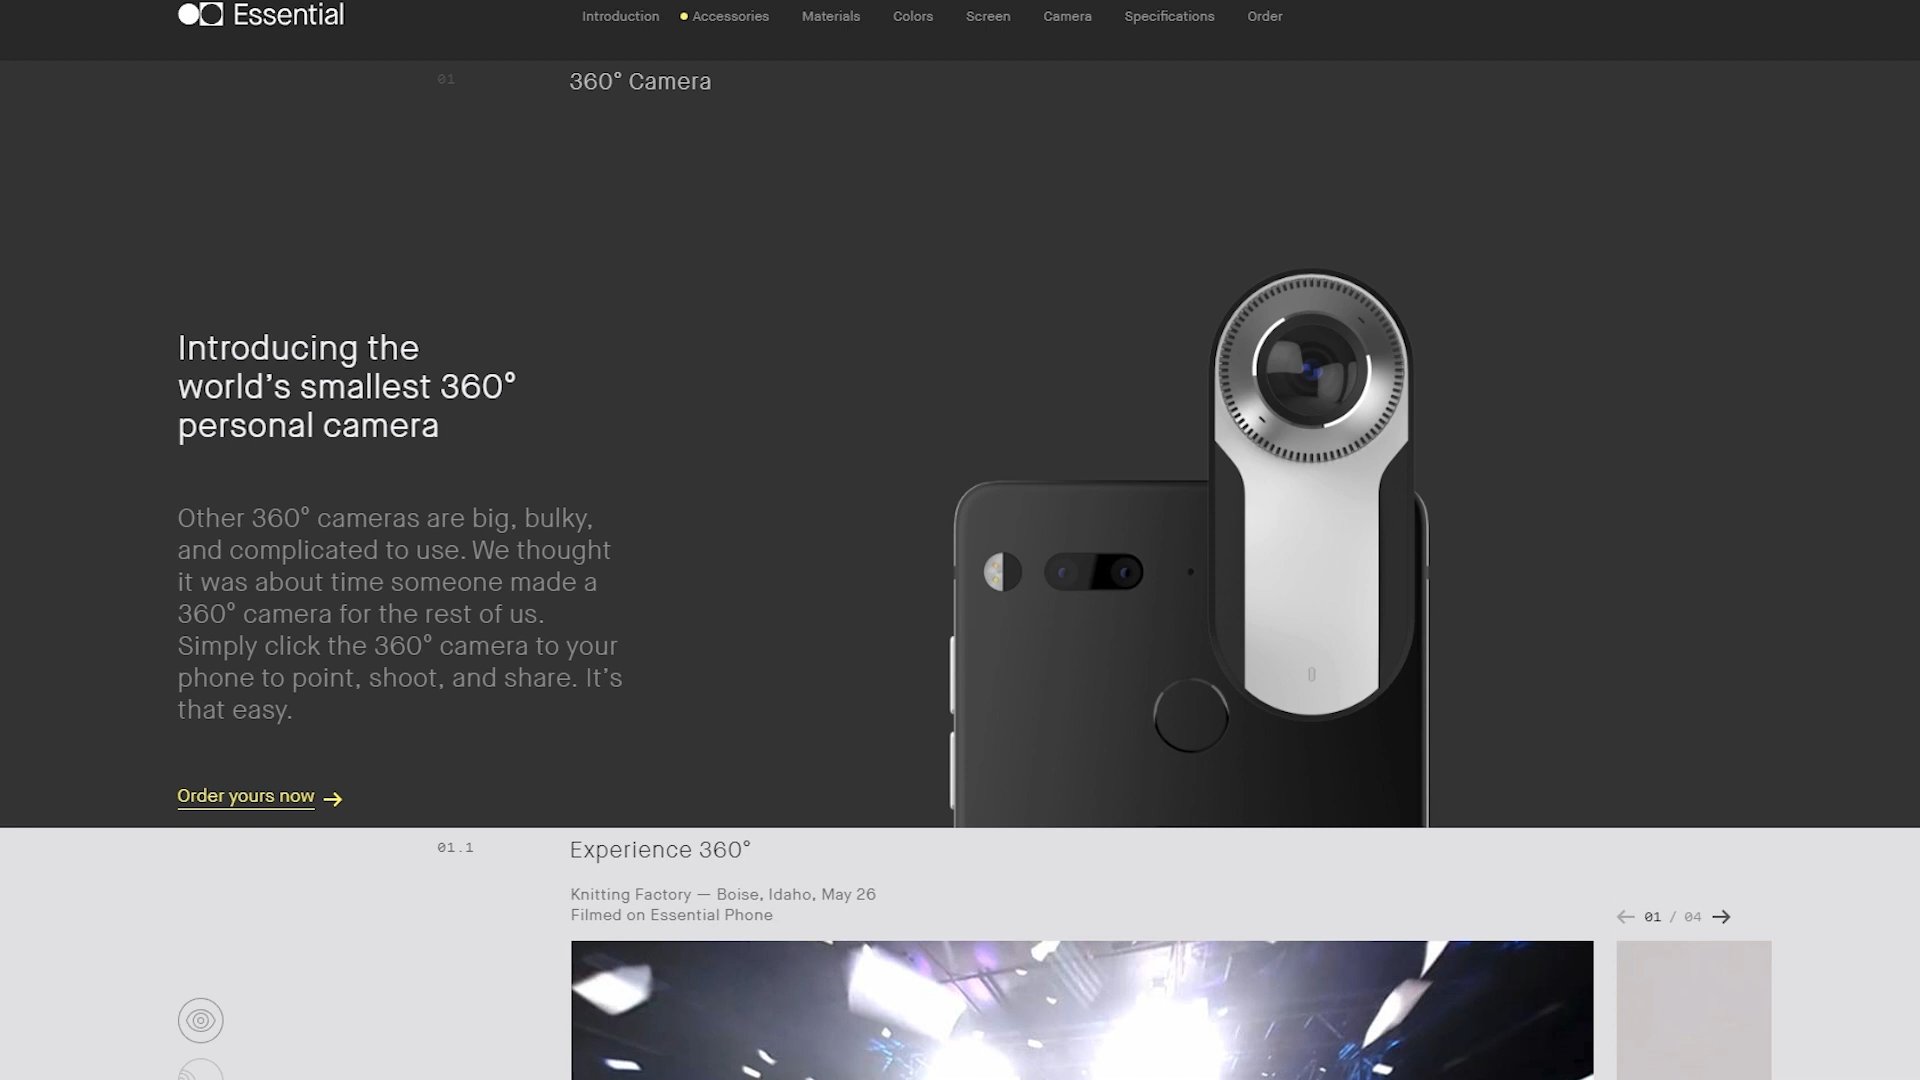 Essential
Introduction Accessories Materials Colors Screen Camera Specifications Order
01 360° Camera
Introducing the
world’s smallest 360°
personal camera
Other 360° cameras are big, bulky,
and complicated to use. We thought
it was about time someone made a
360° camera for the rest of us.
Simply click the 360° camera to your
phone to point, shoot, and share. It’s
that easy.
Order yours now →
01.1 Experience 360°
Knitting Factory — Boise, Idaho, May 26
Filmed on Essential Phone
← 01 / 04 →